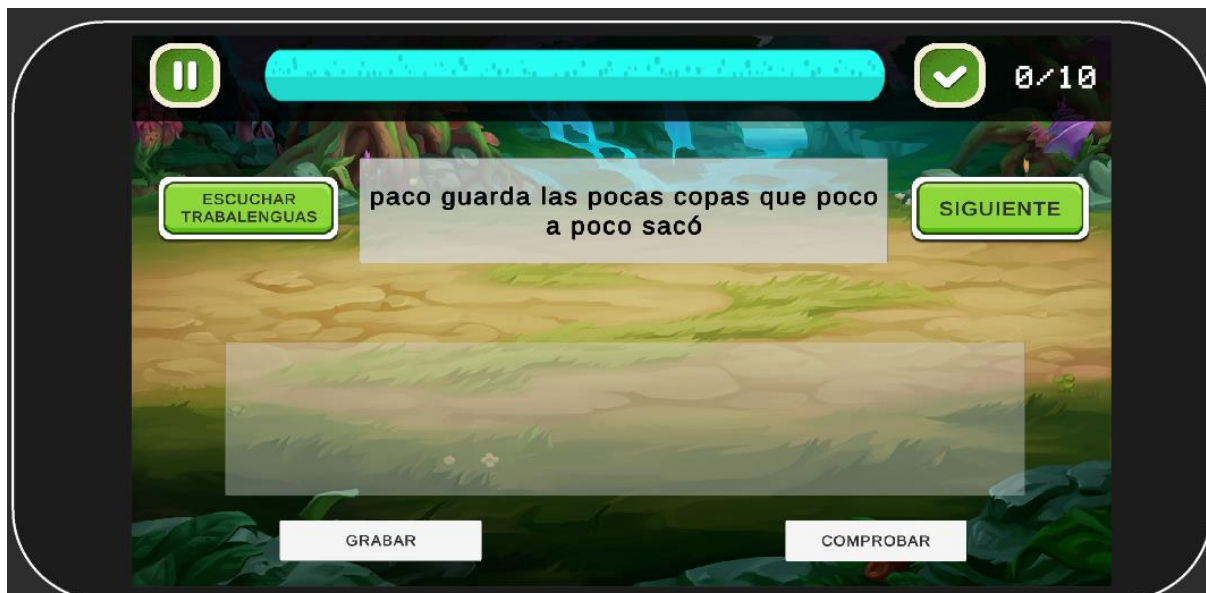 0/10
ESCUCHAR
TRABALENGUAS
paco guarda las pocas copas que poco
a poco sacó
SIGUIENTE
GRABAR
COMPROBAR